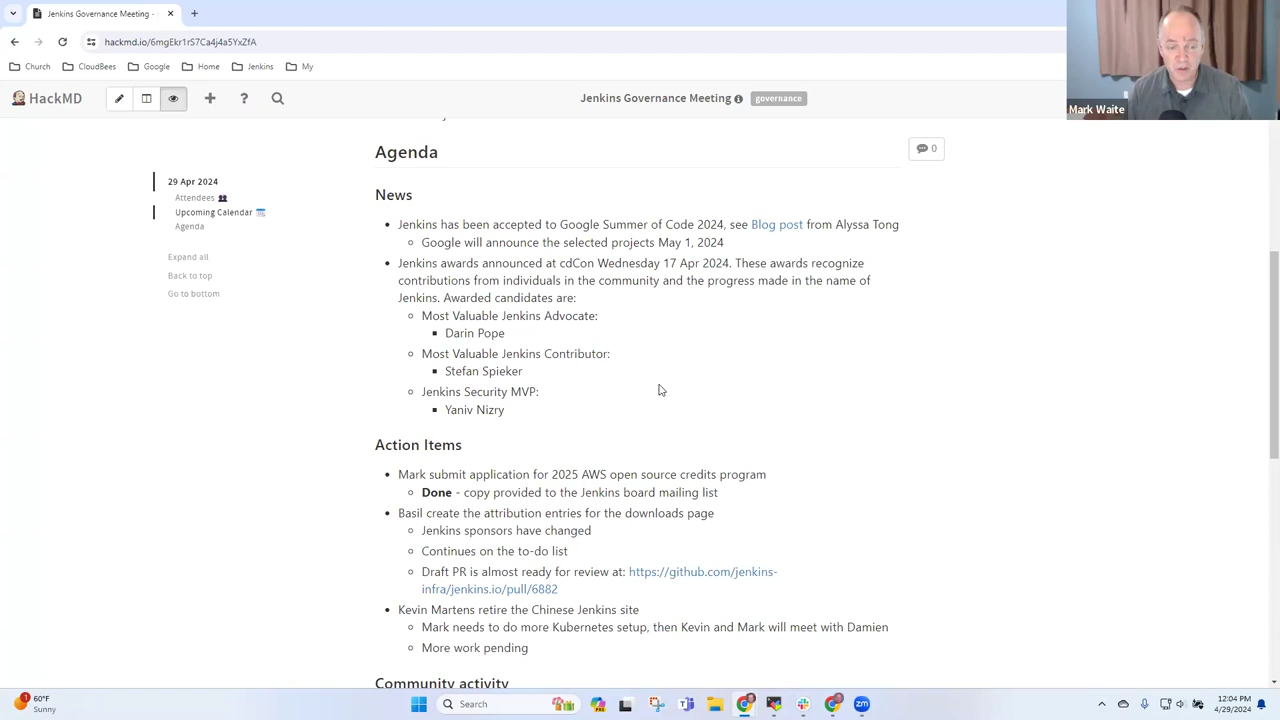 Jenkins Governance Meeting -
hackmd.io/6mgEkr1rS7Ca4j4a5YxZfA
Church
CloudBees
Google
Home
Jenkins
My
HackMD
Jenkins Governance Meeting
governance
Mark Waite
29 Apr 2024
Attendees
Upcoming Calendar
Agenda
Expand all
Back to top
Go to bottom
Agenda
0
News
• Jenkins has been accepted to Google Summer of Code 2024, see Blog post from Alyssa Tong
◦ Google will announce the selected projects May 1, 2024
• Jenkins awards announced at cdCon Wednesday 17 Apr 2024. These awards recognize
contributions from individuals in the community and the progress made in the name of
Jenkins. Awarded candidates are:
◦ Most Valuable Jenkins Advocate:
▪ Darin Pope
◦ Most Valuable Jenkins Contributor:
▪ Stefan Spieker
◦ Jenkins Security MVP:
▪ Yaniv Nizry
Action Items
• Mark submit application for 2025 AWS open source credits program
◦ Done - copy provided to the Jenkins board mailing list
• Basil create the attribution entries for the downloads page
◦ Jenkins sponsors have changed
◦ Continues on the to-do list
◦ Draft PR is almost ready for review at: https://github.com/jenkins-
infra/jenkins.io/pull/6882
• Kevin Martens retire the Chinese Jenkins site
◦ Mark needs to do more Kubernetes setup, then Kevin and Mark will meet with Damien
◦ More work pending
Community activity
1
60°F
Sunny
Search
12:04 PM
4/29/2024